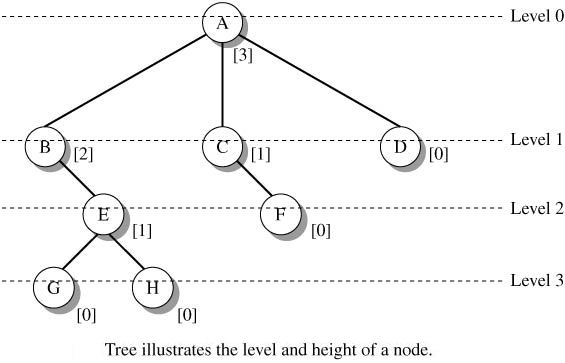 A
Level 0
[3]
B
[2]
C
[1]
D
[0]
Level 1
E
[1]
F
[0]
Level 2
G
[0]
H
[0]
Level 3
Tree illustrates the level and height of a node.